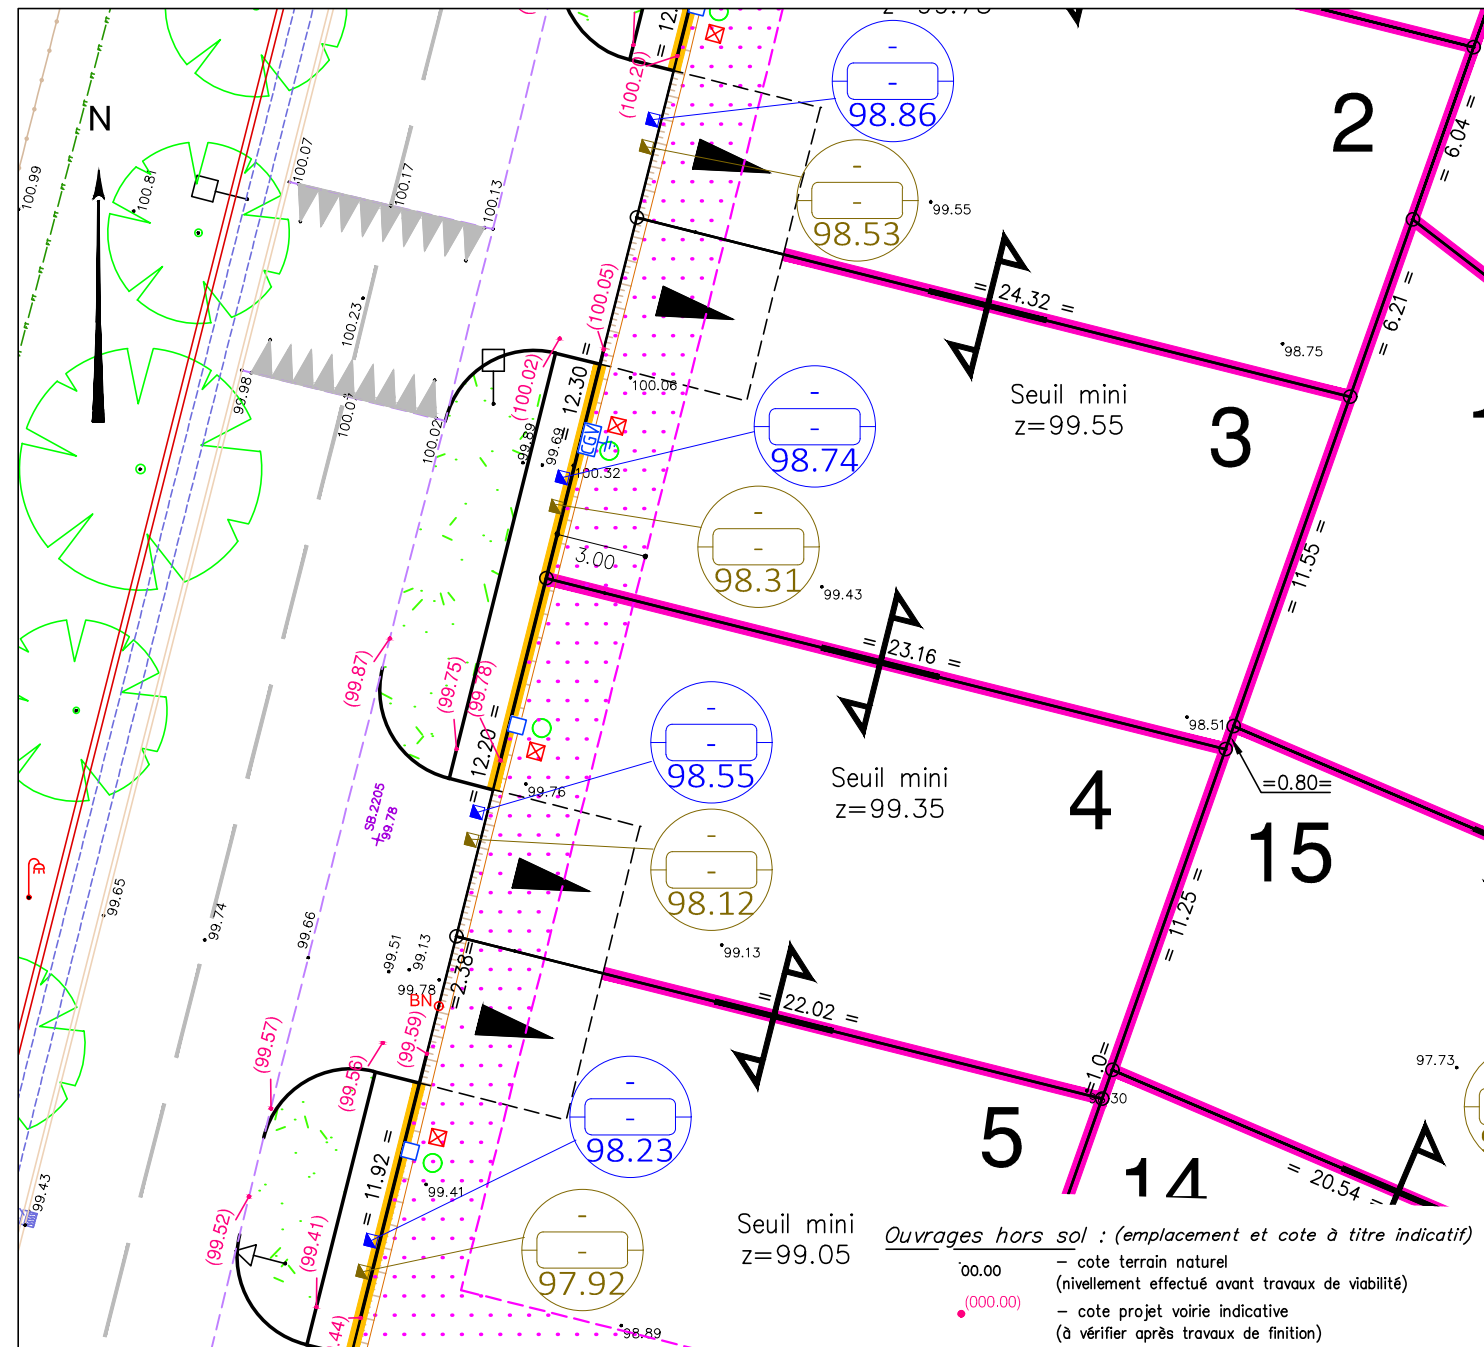 N
2
= 6.04 =
98.86
98.53
99.55
100.07
100.17
100.13
100.99
100.81
(100.20)
(100.05)
= 24.32 =
= 6.21 =
98.75
100.23
99.98
100.02
(100.02)
= 12.30 =
100.06
Seuil mini
z=99.55
3
98.74
CGV
99.89
99.69
100.32
98.31
3.00
99.43
= 11.55 =
= 23.16 =
98.51
=0.80=
(99.87)
(99.75)
(99.78)
= 12.20 =
98.55
99.76
Seuil mini
z=99.35
4
15
SB.2205
99.78
98.12
99.65
99.74
99.66
99.51
99.13
99.78
BN
=2.38=
99.13
= 11.25 =
= 22.02 =
97.73
=1.0=
(99.57)
(99.56)
(99.59)
98.23
5
14
= 20.54 =
= 11.92 =
99.41
99.43
(99.52)
(99.41)
97.92
98.89
Seuil mini
z=99.05
Ouvrages hors sol : (emplacement et cote à titre indicatif)
00.00 – cote terrain naturel
(nivellement effectué avant travaux de viabilité)
(000.00) – cote projet voirie indicative
(à vérifier après travaux de finition)